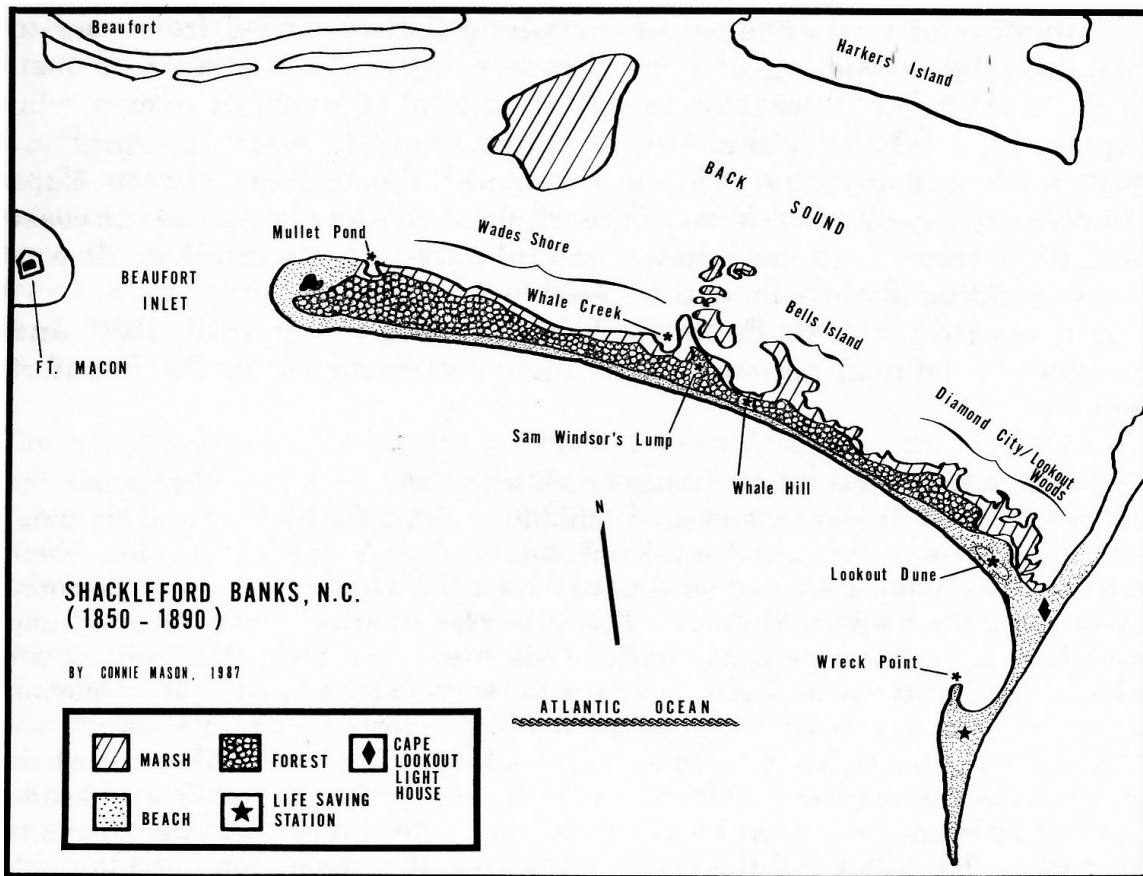 Beaufort
Harkers Island
BACK
SOUND
Mullet Pond
Wades Shore
BEAUFORT
INLET
Whale
Creek
Bells Island
FT. MACON
Sam Windsor's Lump
Diamond City/Lookout
Woods
Whale Hill
N
Lookout Dune
SHACKLEFORD BANKS, N.C.
(1850 - 1890)
BY CONNIE MASON, 1987
Wreck Point
ATLANTIC OCEAN
MARSH
FOREST
CAPE
LOOKOUT
LIGHT
HOUSE
BEACH
LIFE SAVING
STATION